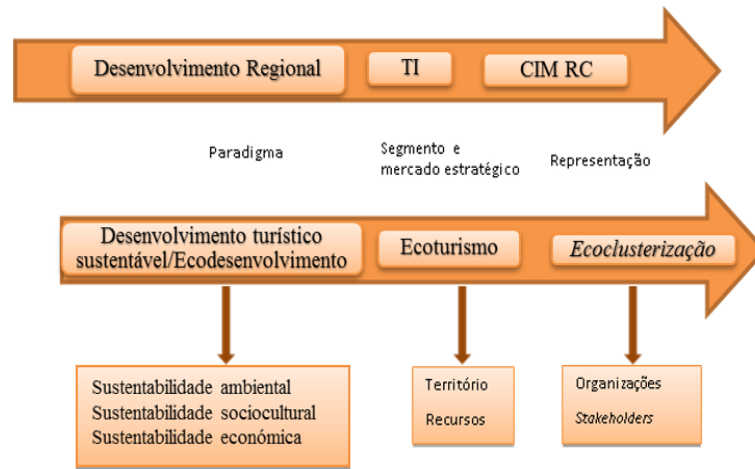 Desenvolvimento Regional
TI
CIM RC
Paradigma
Segmento e
mercado estratégico
Representação
Desenvolvimento turístico
sustentável/Ecodesenvolvimento
Ecoturismo
Ecoclusterização
Sustentabilidade ambiental
Sustentabilidade sociocultural
Sustentabilidade económica
Território
Recursos
Organizações
Stakeholders